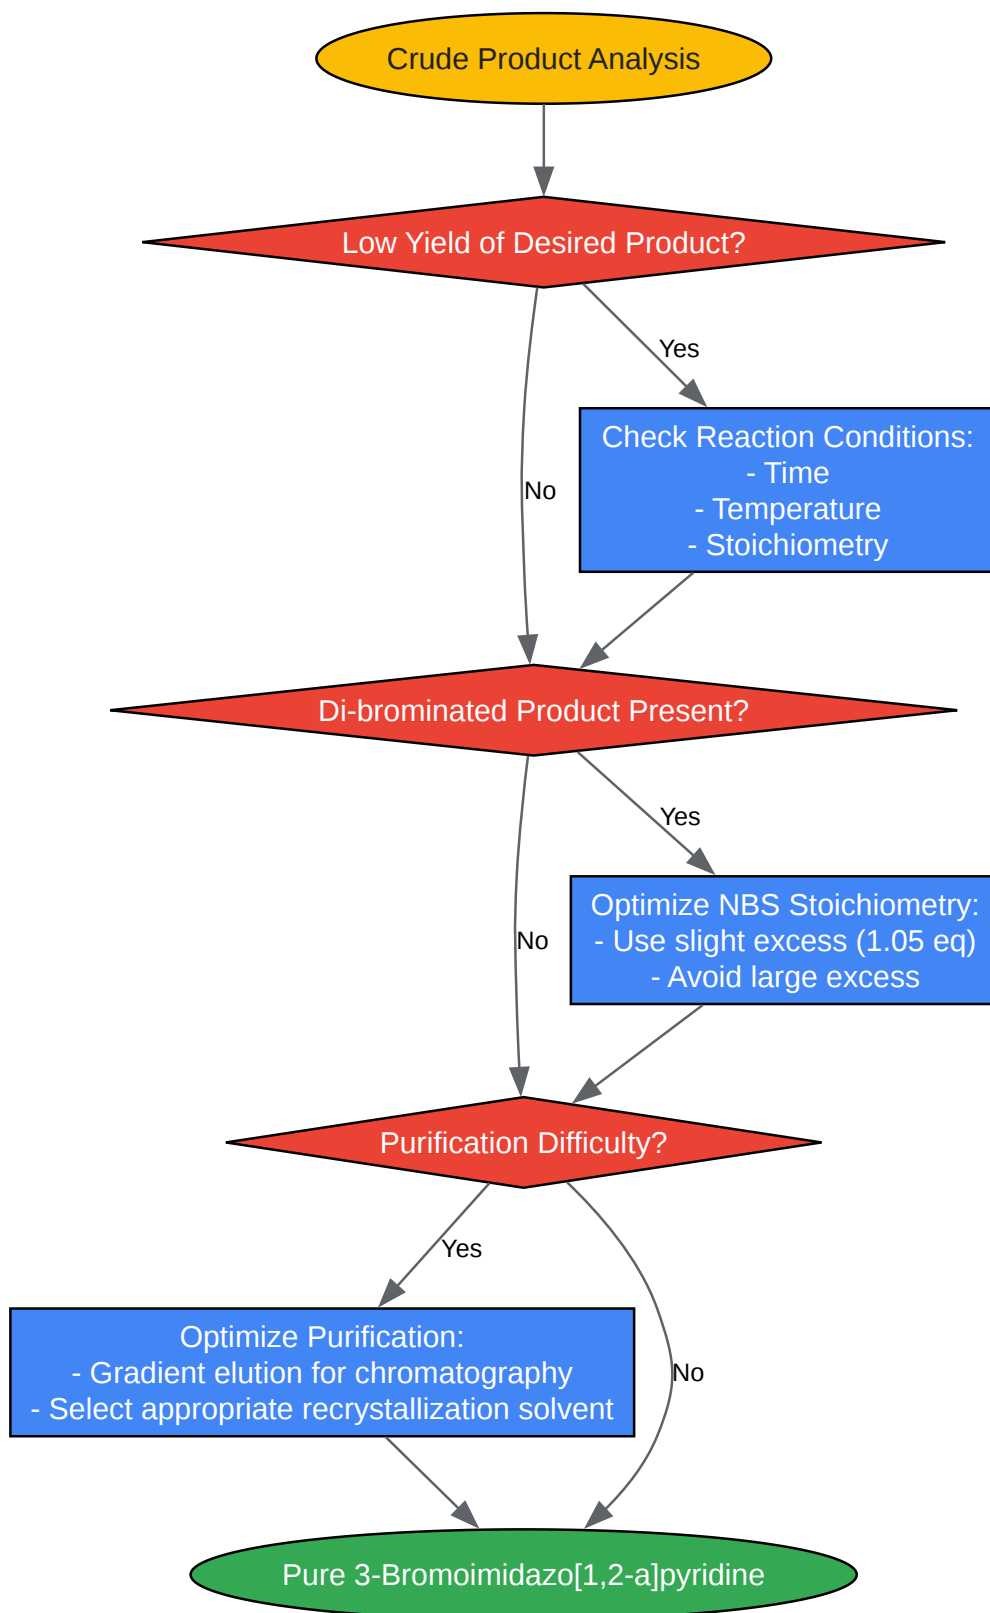 Crude Product Analysis
Low Yield of Desired Product?
Yes
Check Reaction Conditions:
- Time
- Temperature
- Stoichiometry
No
Di-brominated Product Present?
Yes
Optimize NBS Stoichiometry:
- Use slight excess (1.05 eq)
- Avoid large excess
No
Purification Difficulty?
Yes
Optimize Purification:
- Gradient elution for chromatography
- Select appropriate recrystallization solvent
No
Pure 3-Bromoimidazo[1,2-a]pyridine